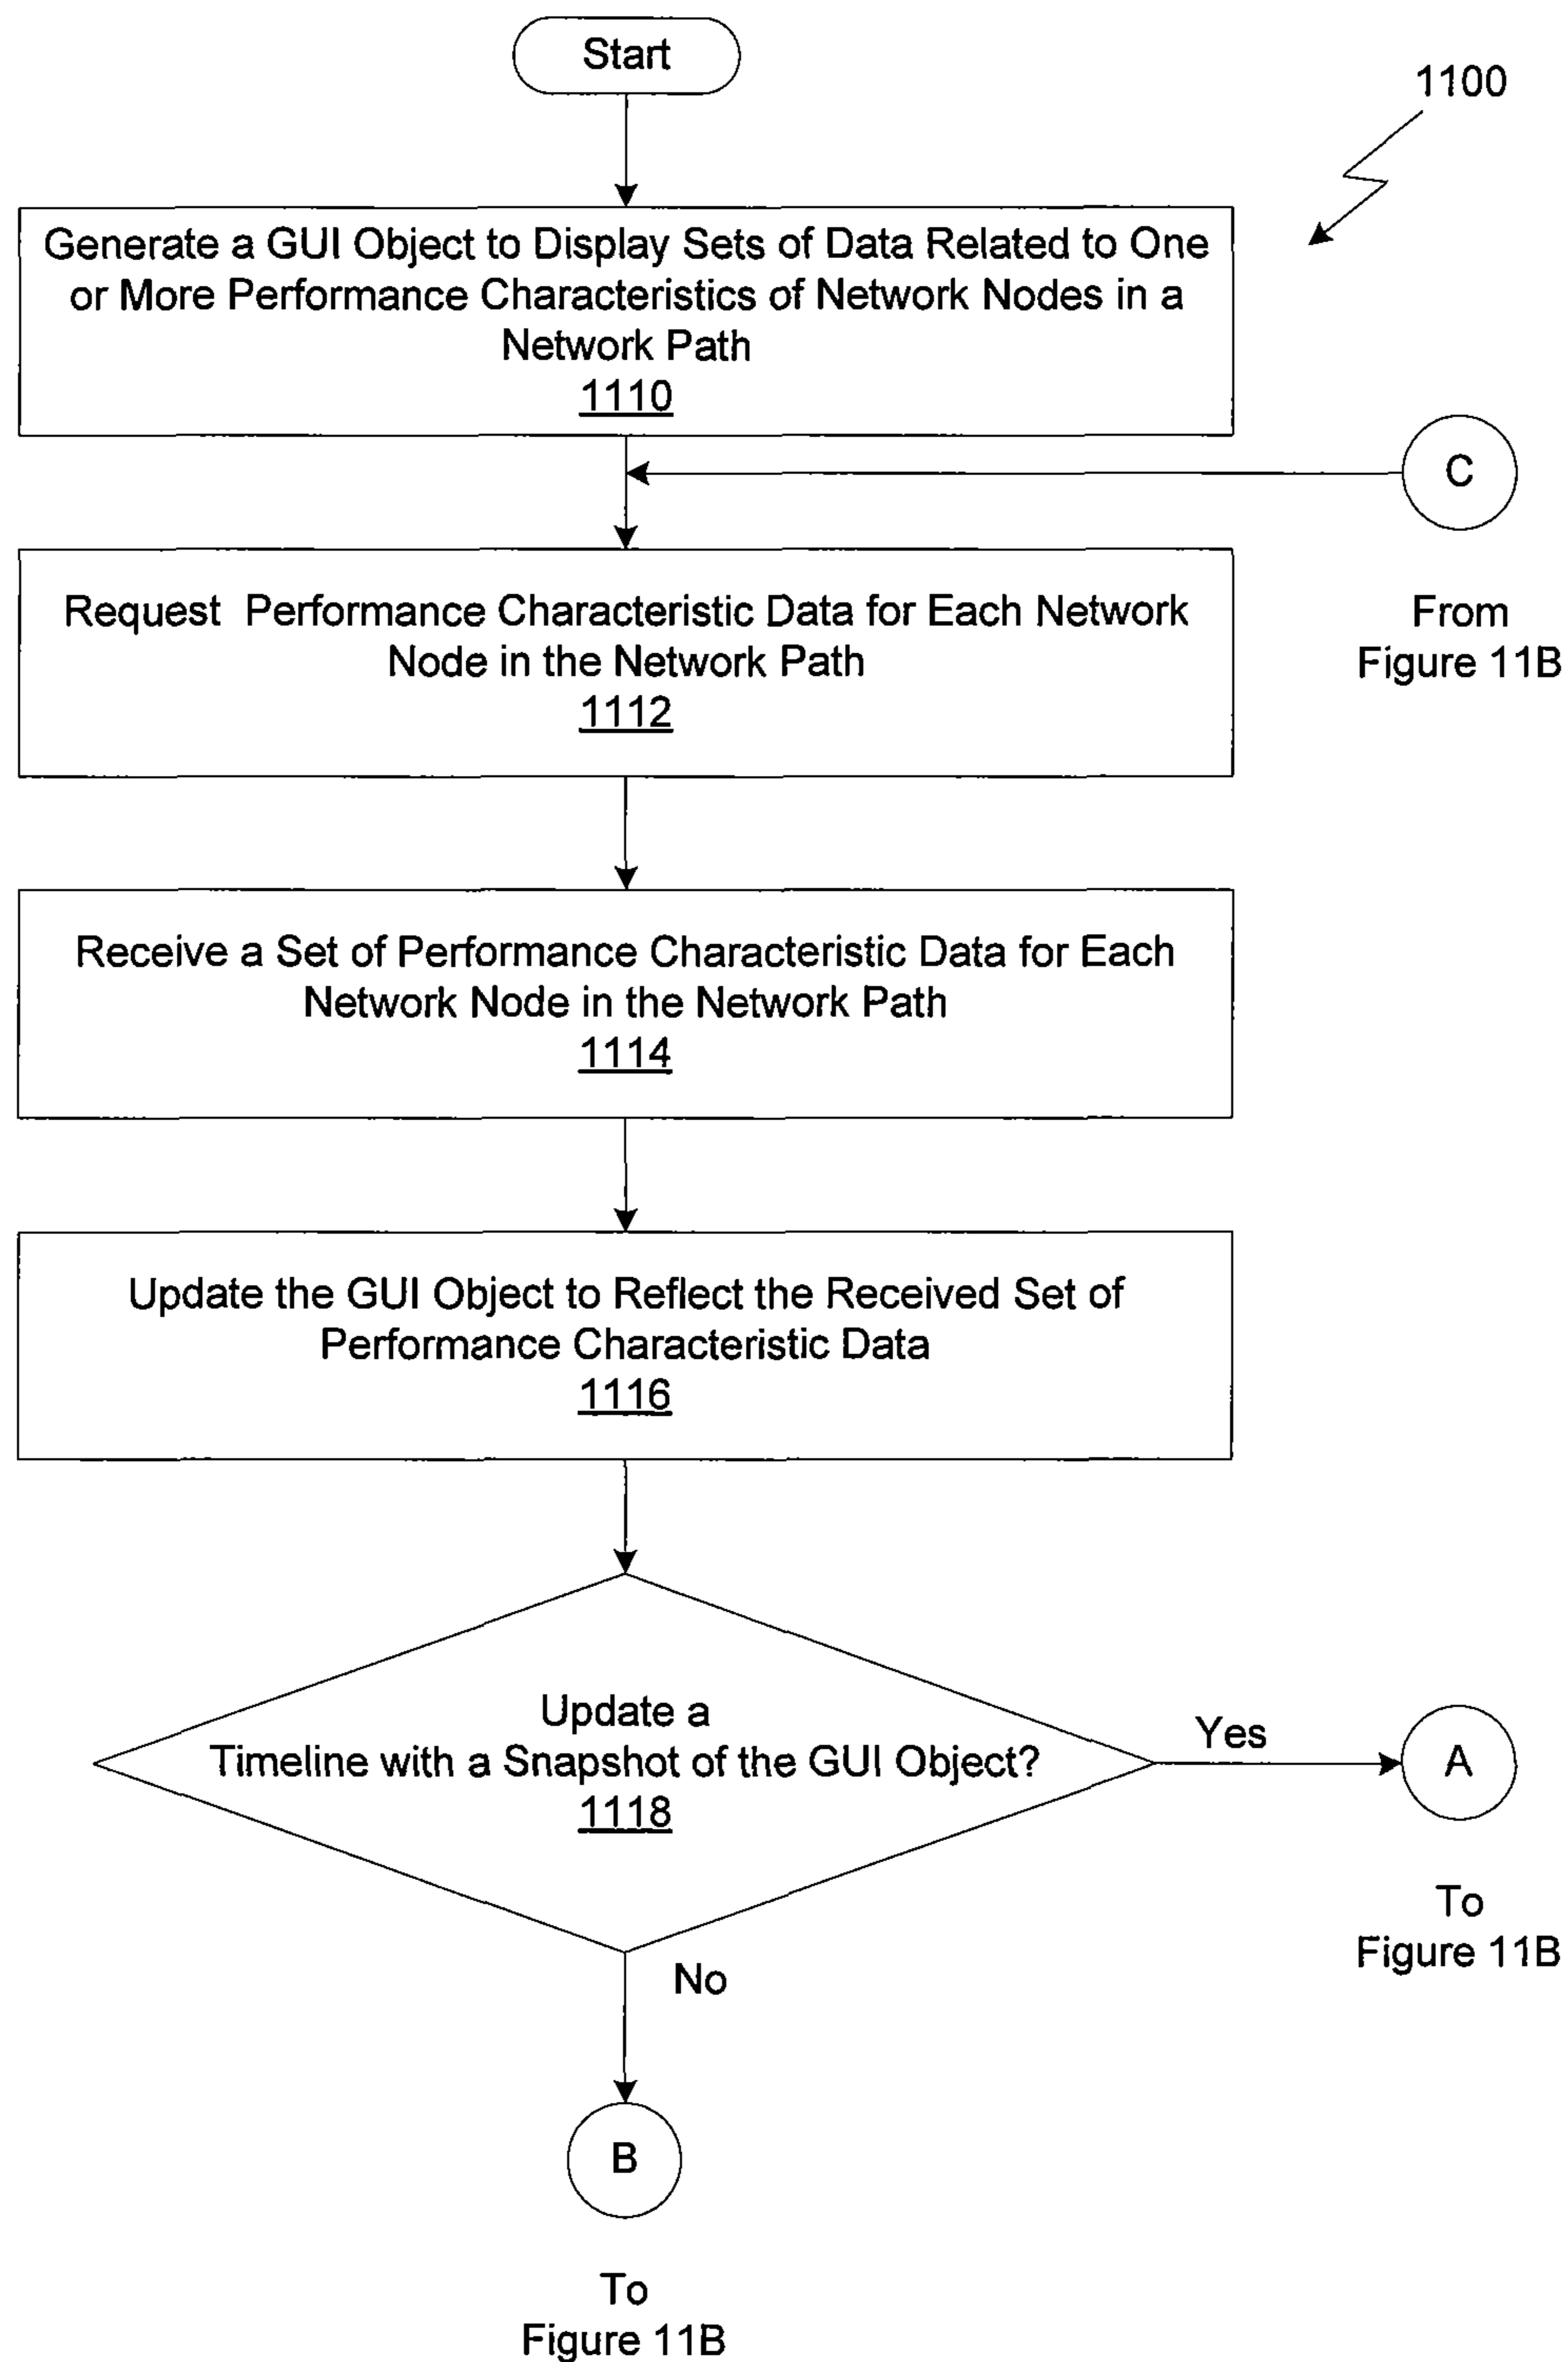 Start
1100
Generate a GUI Object to Display Sets of Data Related to One
or More Performance Characteristics of Network Nodes in a
Network Path
1110
C
From
Figure 11B
Request Performance Characteristic Data for Each Network
Node in the Network Path
1112
Receive a Set of Performance Characteristic Data for Each
Network Node in the Network Path
1114
Update the GUI Object to Reflect the Received Set of
Performance Characteristic Data
1116
Update a
Timeline with a Snapshot of the GUI Object?
1118
Yes
A
To
Figure 11B
No
B
To
Figure 11B